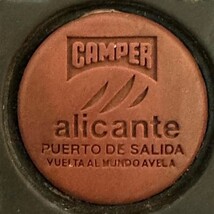 CAMPER
alicante
PUERTO DE SALIDA
VUELTA AL MUNDO A VELA